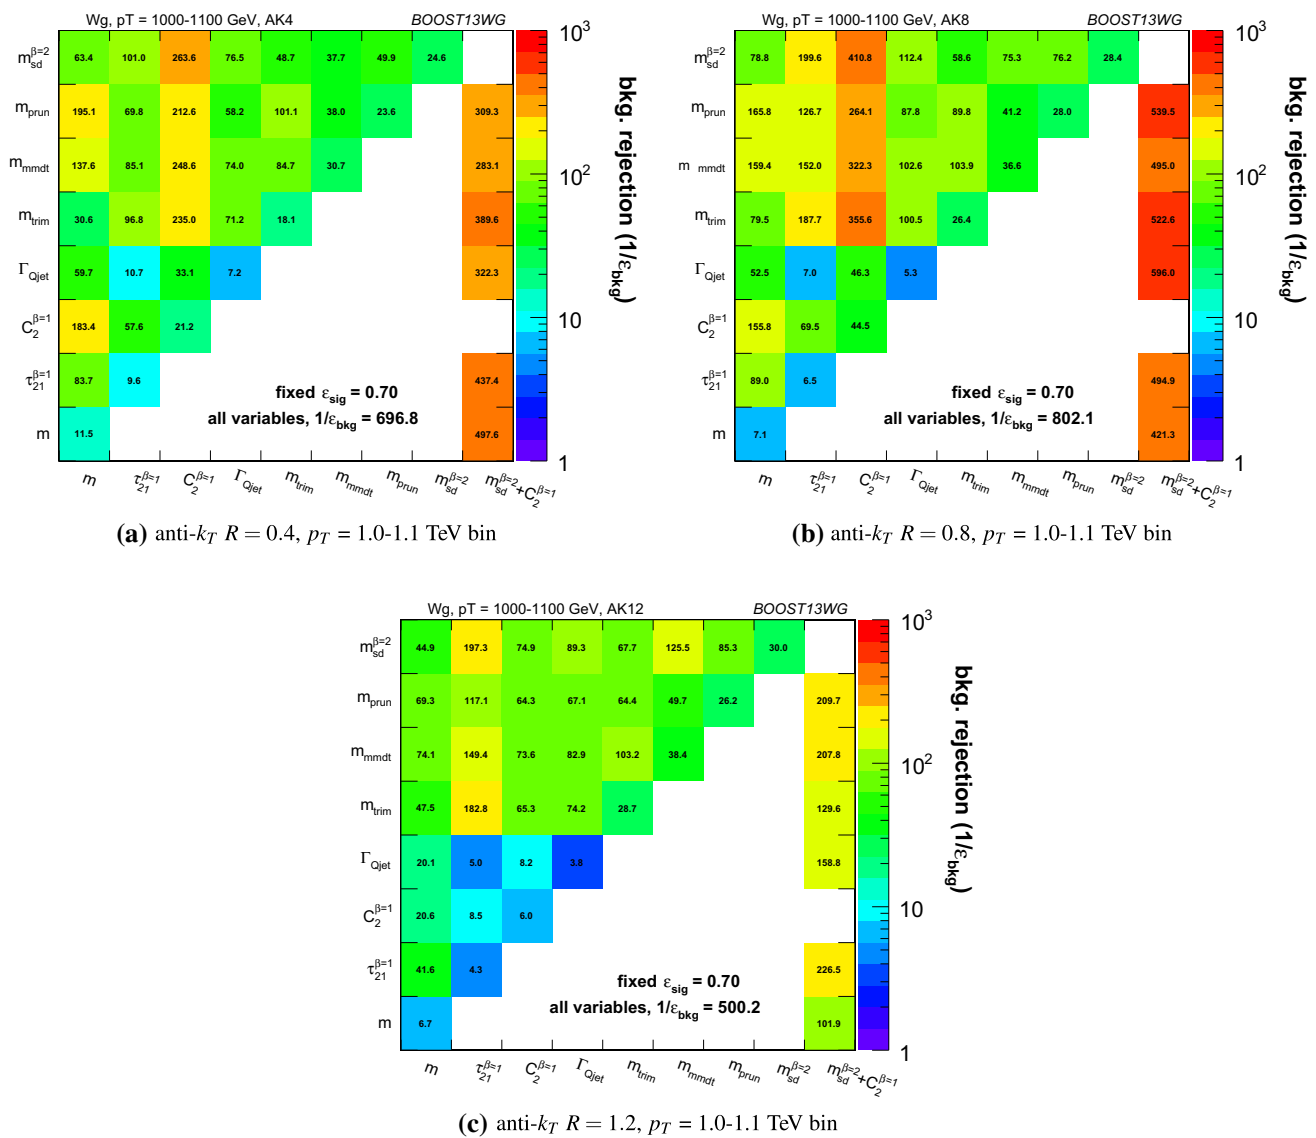 Wg, pT = 1000-1100 GeV, AK4 BOOST13WG
m_sd^β=2 63.4 101.0 263.6 76.5 48.7 37.7 49.9 24.6
m_prun 195.1 69.8 212.6 58.2 101.1 38.0 23.6 309.3
m_mmdt 137.6 85.1 248.6 74.0 84.7 30.7 283.1
m_trim 30.6 96.8 235.0 71.2 18.1 389.6
Γ_Qjet 59.7 10.7 33.1 7.2 322.3
C_2^β=1 183.4 57.6 21.2
τ_21^β=1 83.7 9.6 437.4
m 11.5 497.6
fixed ε_sig = 0.70
all variables, 1/ε_bkg = 696.8
m τ_21^β=1 C_2^β=1 Γ_Qjet m_trim m_mmdt m_prun m_sd^β=2 m_sd^β=2+C_2^β=1
10^3
10^2
10
1
bkg. rejection (1/ε_bkg)
(a) anti-k_T R = 0.4, p_T = 1.0-1.1 TeV bin
Wg, pT = 1000-1100 GeV, AK8 BOOST13WG
m_sd^β=2 78.8 199.6 410.8 112.4 58.6 75.3 76.2 28.4
m_prun 165.8 126.7 264.1 87.8 89.8 41.2 28.0 539.5
m mmdt 159.4 152.0 322.3 102.6 103.9 36.6 495.0
m_trim 79.5 187.7 355.6 100.5 26.4 522.6
Γ_Qjet 52.5 7.0 46.3 5.3 596.0
C_2^β=1 155.8 69.5 44.5
τ_21^β=1 89.0 6.5 494.9
m 7.1 421.3
fixed ε_sig = 0.70
all variables, 1/ε_bkg = 802.1
m τ_21^β=1 C_2^β=1 Γ_Qjet m_trim m_mmdt m_prun m_sd^β=2 m_sd^β=2+C_2^β=1
10^3
10^2
10
1
bkg. rejection (1/ε_bkg)
(b) anti-k_T R = 0.8, p_T = 1.0-1.1 TeV bin
Wg, pT = 1000-1100 GeV, AK12 BOOST13WG
m_sd^β=2 44.9 197.3 74.9 89.3 67.7 125.5 85.3 30.0
m_prun 69.3 117.1 64.3 67.1 64.4 49.7 26.2 209.7
m_mmdt 74.1 149.4 73.6 82.9 103.2 38.4 207.8
m_trim 47.5 182.8 65.3 74.2 28.7 129.6
Γ_Qjet 20.1 5.0 8.2 3.8 158.8
C_2^β=1 20.6 8.5 6.0
τ_21^β=1 41.6 4.3 226.5
m 6.7 101.9
fixed ε_sig = 0.70
all variables, 1/ε_bkg = 500.2
m τ_21^β=1 C_2^β=1 Γ_Qjet m_trim m_mmdt m_prun m_sd^β=2 m_sd^β=2+C_2^β=1
10^3
10^2
10
1
bkg. rejection (1/ε_bkg)
(c) anti-k_T R = 1.2, p_T = 1.0-1.1 TeV bin